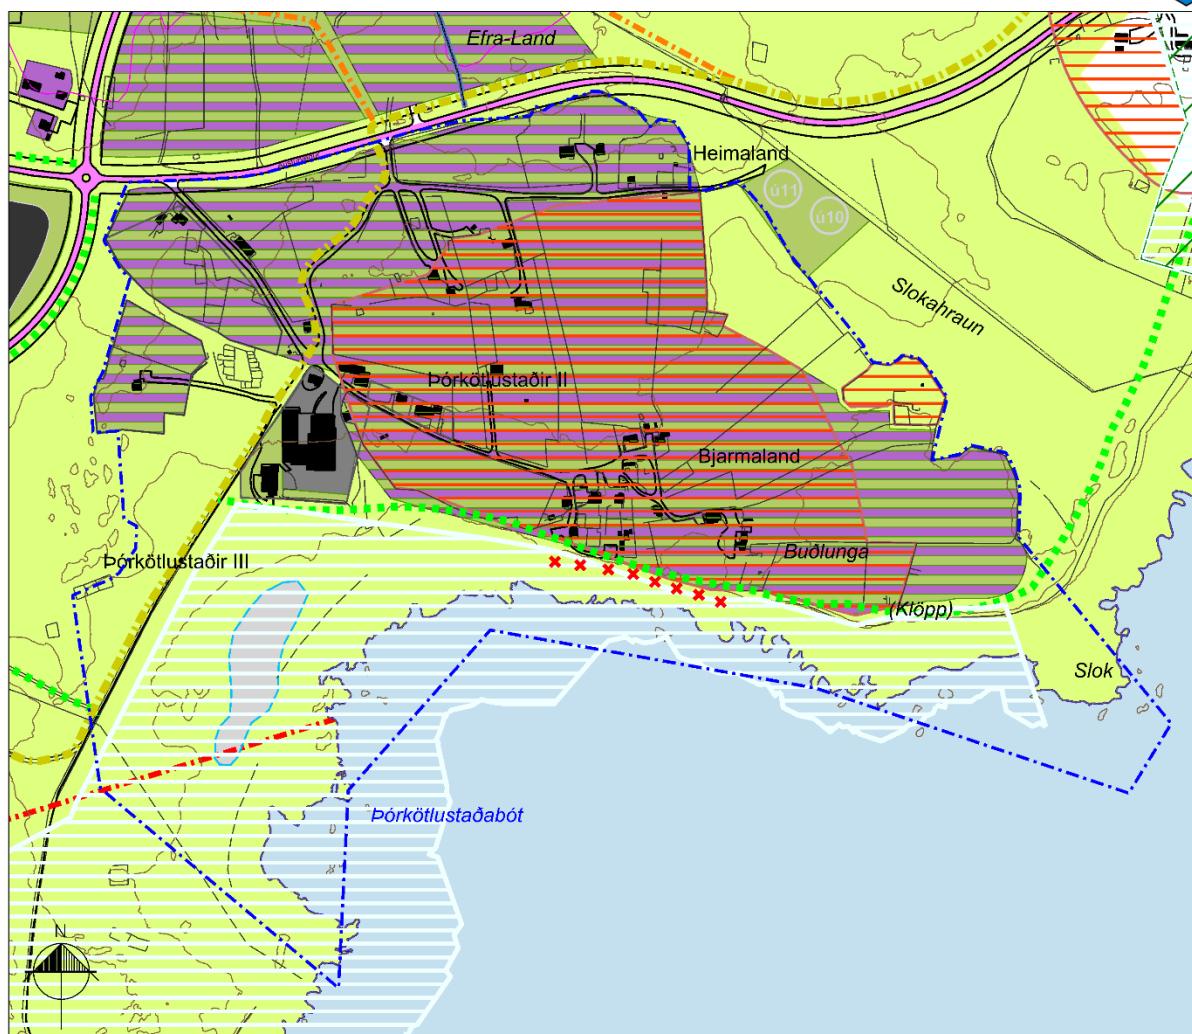 Efra-Land
Heimaland
ú11
ú10
Slokahraun
Þórkötlustaðir II
Bjarmaland
Buðlunga
Þórkötlustaðir III
(Klöpp)
Slok
Þórkötlustaðabót
N